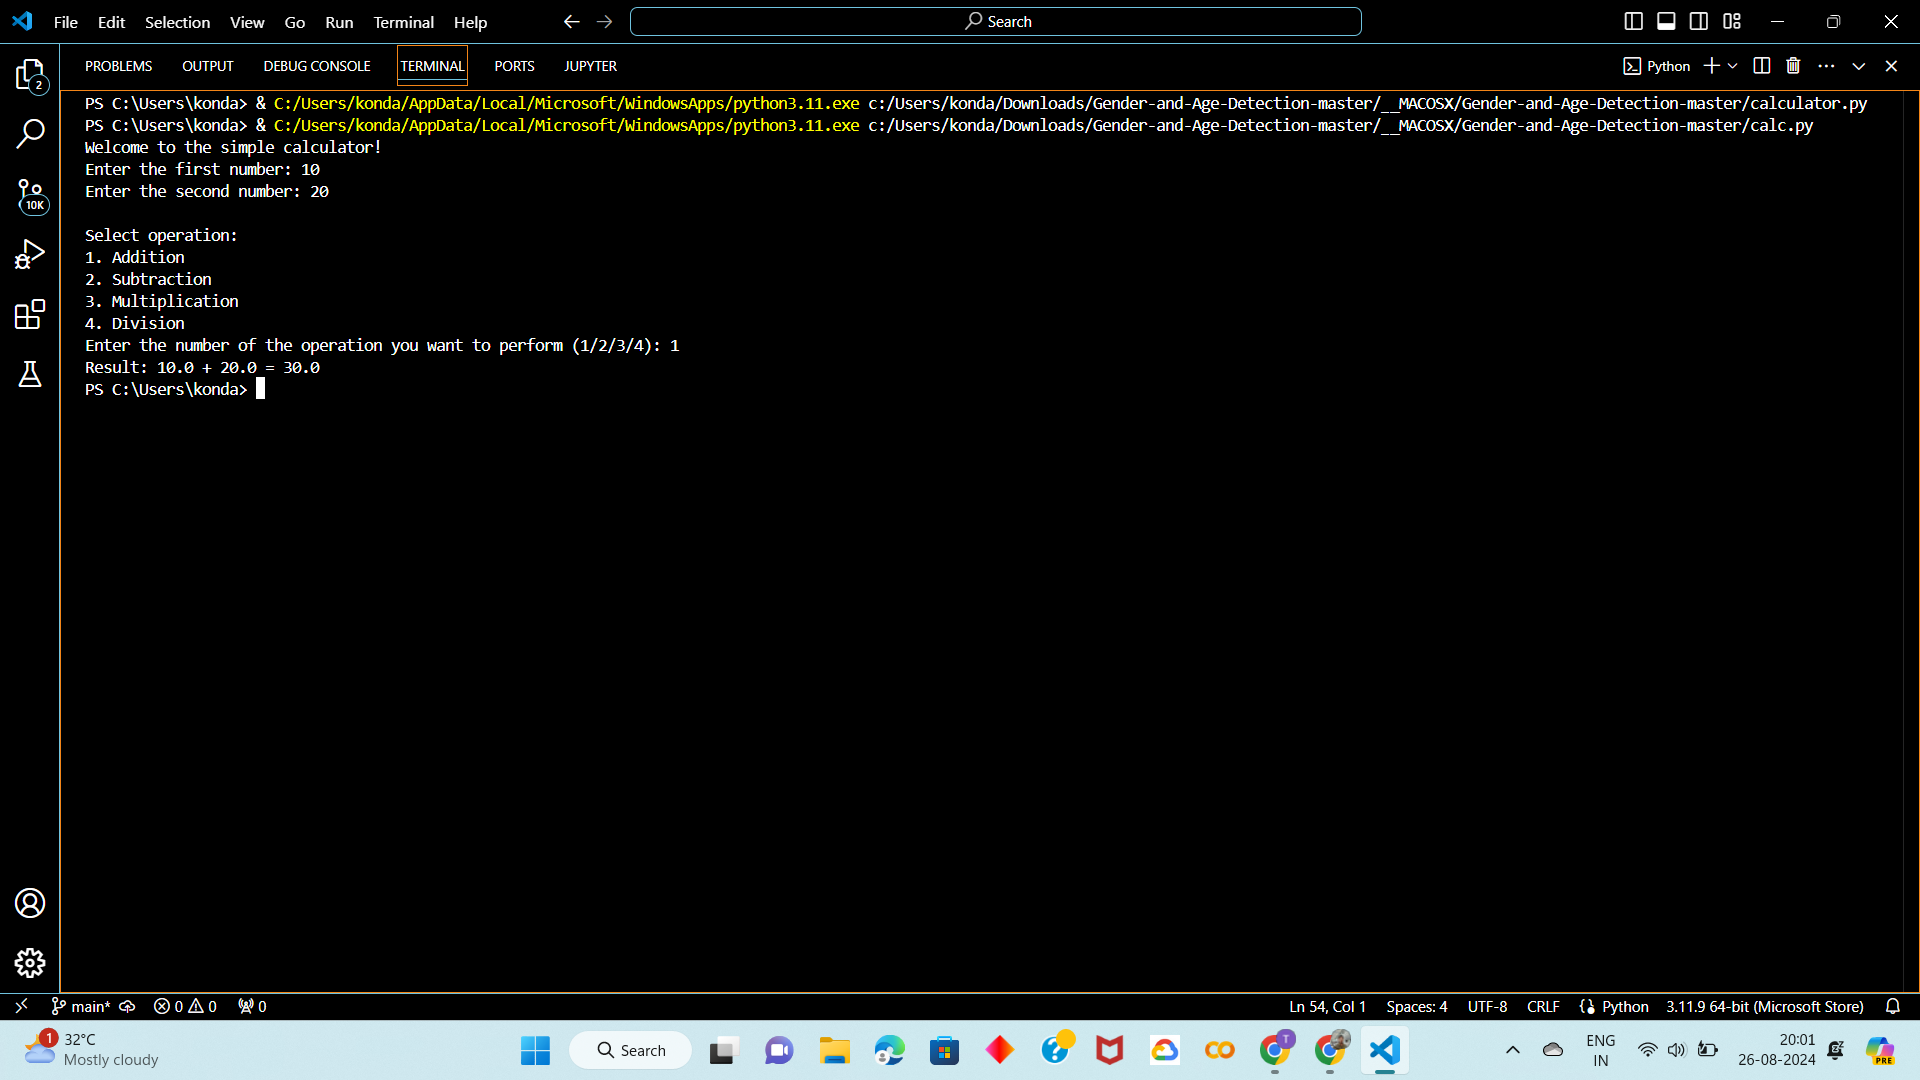 File Edit Selection View Go Run Terminal Help Search
2
10K
PROBLEMS OUTPUT DEBUG CONSOLE TERMINAL PORTS JUPYTER Python
PS C:\Users\konda> & C:/Users/konda/AppData/Local/Microsoft/WindowsApps/python3.11.exe c:/Users/konda/Downloads/Gender-and-Age-Detection-master/__MACOSX/Gender-and-Age-Detection-master/calculator.py
PS C:\Users\konda> & C:/Users/konda/AppData/Local/Microsoft/WindowsApps/python3.11.exe c:/Users/konda/Downloads/Gender-and-Age-Detection-master/__MACOSX/Gender-and-Age-Detection-master/calc.py
Welcome to the simple calculator!
Enter the first number: 10
Enter the second number: 20
Select operation:
1. Addition
2. Subtraction
3. Multiplication
4. Division
Enter the number of the operation you want to perform (1/2/3/4): 1
Result: 10.0 + 20.0 = 30.0
PS C:\Users\konda>
main* 0 0 0 Ln 54, Col 1 Spaces: 4 UTF-8 CRLF Python 3.11.9 64-bit (Microsoft Store)
1 32°C
Mostly cloudy
Search
T
ENG
IN
20:01
26-08-2024
PRE